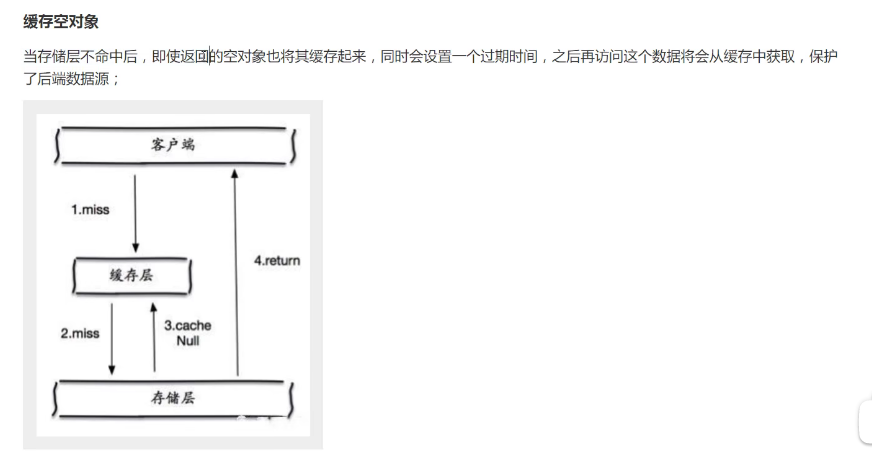 缓存空对象
当存储层不命中后，即使返回的空对象也将其缓存起来，同时会设置一个过期时间，之后再访问这个数据将会从缓存中获取，保护
了后端数据源；
客户端
1.miss
4.return
缓存层
2.miss
3.cache
Null
存储层